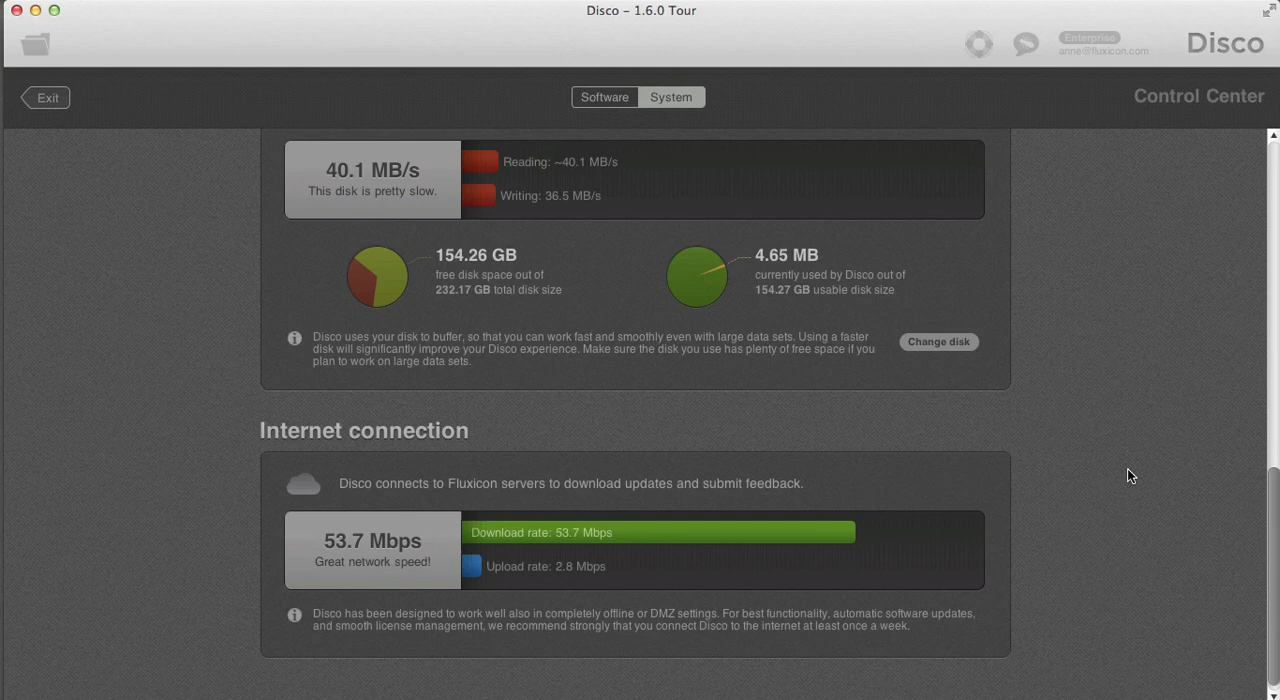 Disco – 1.6.0 Tour
Enterprise
anne@fluxicon.com
Disco
Exit
Software System
Control Center
40.1 MB/s
This disk is pretty slow.
Reading: ~40.1 MB/s
Writing: 36.5 MB/s
154.26 GB
free disk space out of
232.17 GB total disk size
4.65 MB
currently used by Disco out of
154.27 GB usable disk size
Disco uses your disk to buffer, so that you can work fast and smoothly even with large data sets. Using a faster
disk will significantly improve your Disco experience. Make sure the disk you use has plenty of free space if you
plan to work on large data sets.
Change disk
Internet connection
Disco connects to Fluxicon servers to download updates and submit feedback.
53.7 Mbps
Great network speed!
Download rate: 53.7 Mbps
Upload rate: 2.8 Mbps
Disco has been designed to work well also in completely offline or DMZ settings. For best functionality, automatic software updates,
and smooth license management, we recommend strongly that you connect Disco to the internet at least once a week.